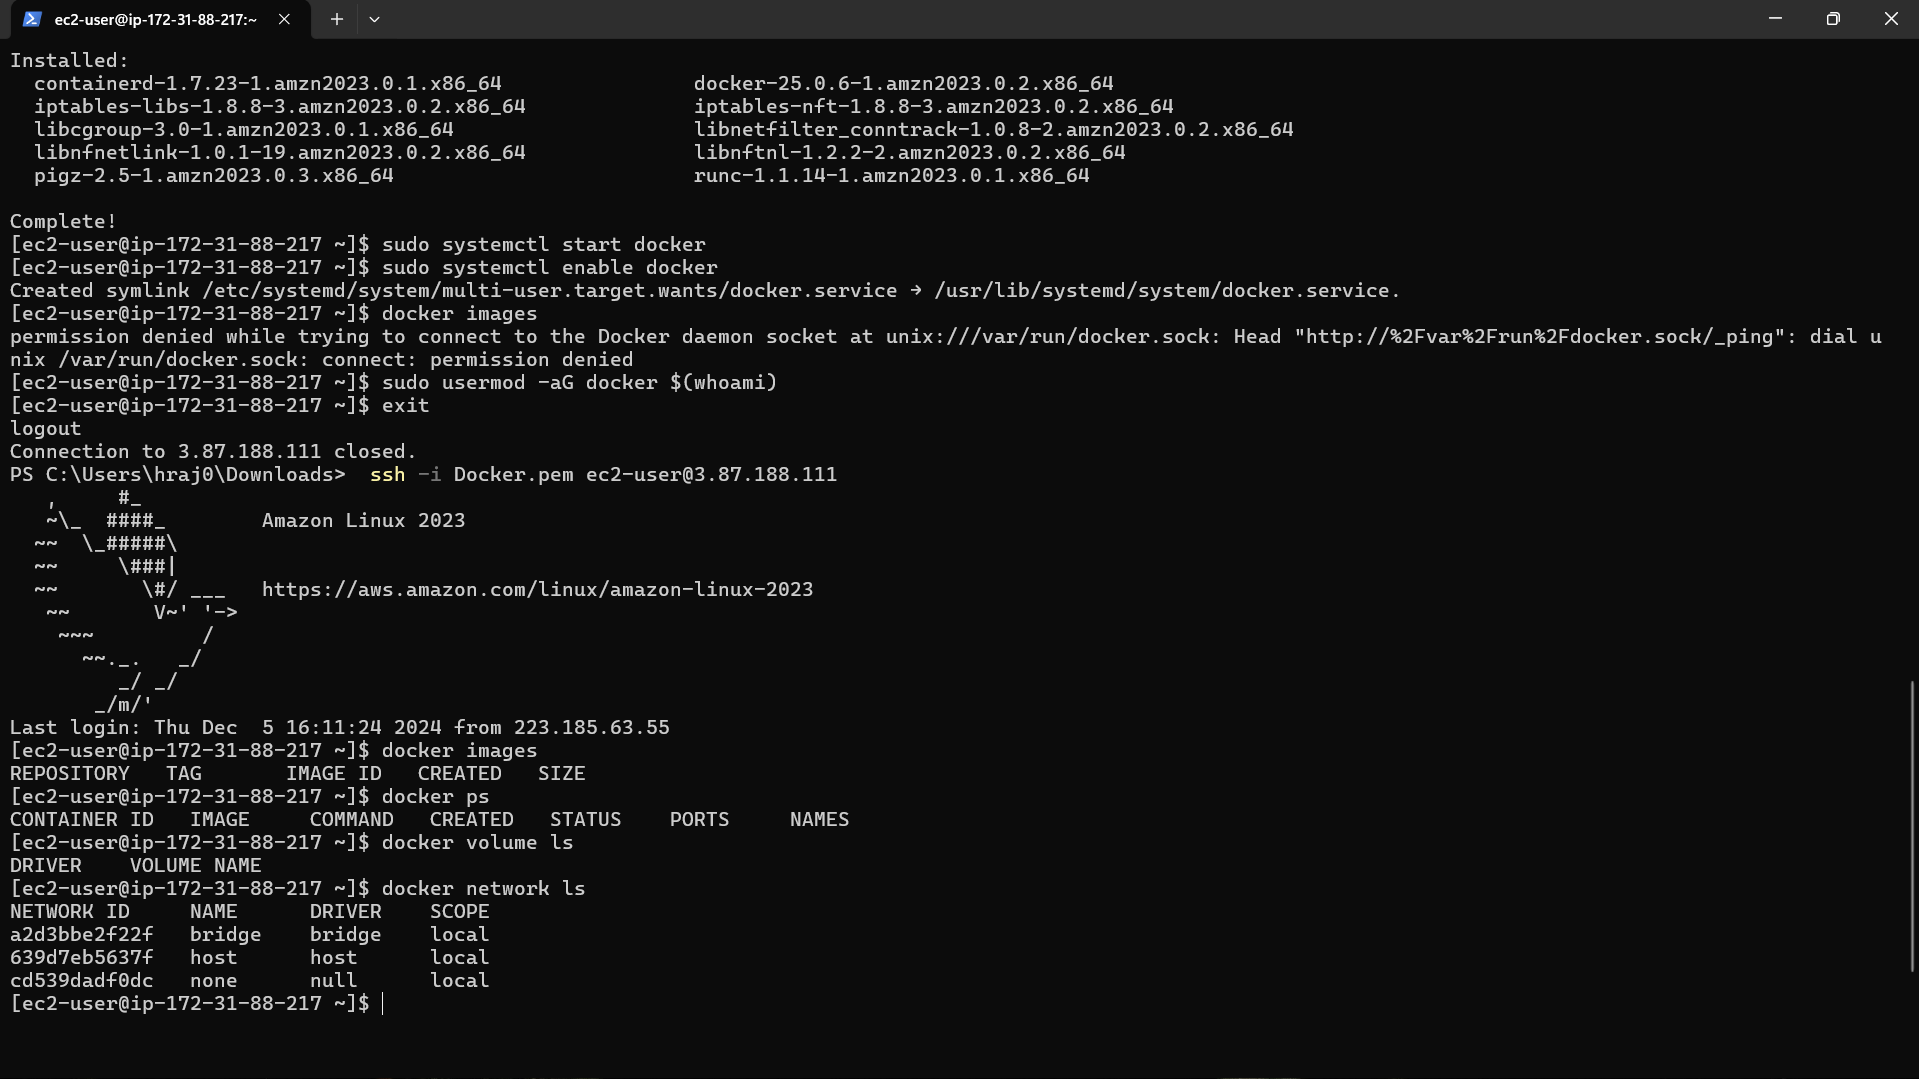 ec2-user@ip-172-31-88-217:~
Installed:
  containerd-1.7.23-1.amzn2023.0.1.x86_64                docker-25.0.6-1.amzn2023.0.2.x86_64
  iptables-libs-1.8.8-3.amzn2023.0.2.x86_64              iptables-nft-1.8.8-3.amzn2023.0.2.x86_64
  libcgroup-3.0-1.amzn2023.0.1.x86_64                    libnetfilter_conntrack-1.0.8-2.amzn2023.0.2.x86_64
  libnfnetlink-1.0.1-19.amzn2023.0.2.x86_64              libnftnl-1.2.2-2.amzn2023.0.2.x86_64
  pigz-2.5-1.amzn2023.0.3.x86_64                         runc-1.1.14-1.amzn2023.0.1.x86_64

Complete!
[ec2-user@ip-172-31-88-217 ~]$ sudo systemctl start docker
[ec2-user@ip-172-31-88-217 ~]$ sudo systemctl enable docker
Created symlink /etc/systemd/system/multi-user.target.wants/docker.service → /usr/lib/systemd/system/docker.service.
[ec2-user@ip-172-31-88-217 ~]$ docker images
permission denied while trying to connect to the Docker daemon socket at unix:///var/run/docker.sock: Head "http://%2Fvar%2Frun%2Fdocker.sock/_ping": dial u
nix /var/run/docker.sock: connect: permission denied
[ec2-user@ip-172-31-88-217 ~]$ sudo usermod -aG docker $(whoami)
[ec2-user@ip-172-31-88-217 ~]$ exit
logout
Connection to 3.87.188.111 closed.
PS C:\Users\hraj0\Downloads>  ssh -i Docker.pem ec2-user@3.87.188.111
   ,     #_
   ~\_  ####_        Amazon Linux 2023
  ~~  \_#####\
  ~~     \###|
  ~~       \#/ ___   https://aws.amazon.com/linux/amazon-linux-2023
   ~~       V~' '->
    ~~~         /
      ~~._.   _/
         _/ _/
       _/m/'
Last login: Thu Dec  5 16:11:24 2024 from 223.185.63.55
[ec2-user@ip-172-31-88-217 ~]$ docker images
REPOSITORY   TAG       IMAGE ID   CREATED   SIZE
[ec2-user@ip-172-31-88-217 ~]$ docker ps
CONTAINER ID   IMAGE     COMMAND   CREATED   STATUS    PORTS     NAMES
[ec2-user@ip-172-31-88-217 ~]$ docker volume ls
DRIVER    VOLUME NAME
[ec2-user@ip-172-31-88-217 ~]$ docker network ls
NETWORK ID     NAME      DRIVER    SCOPE
a2d3bbe2f22f   bridge    bridge    local
639d7eb5637f   host      host      local
cd539dadf0dc   none      null      local
[ec2-user@ip-172-31-88-217 ~]$